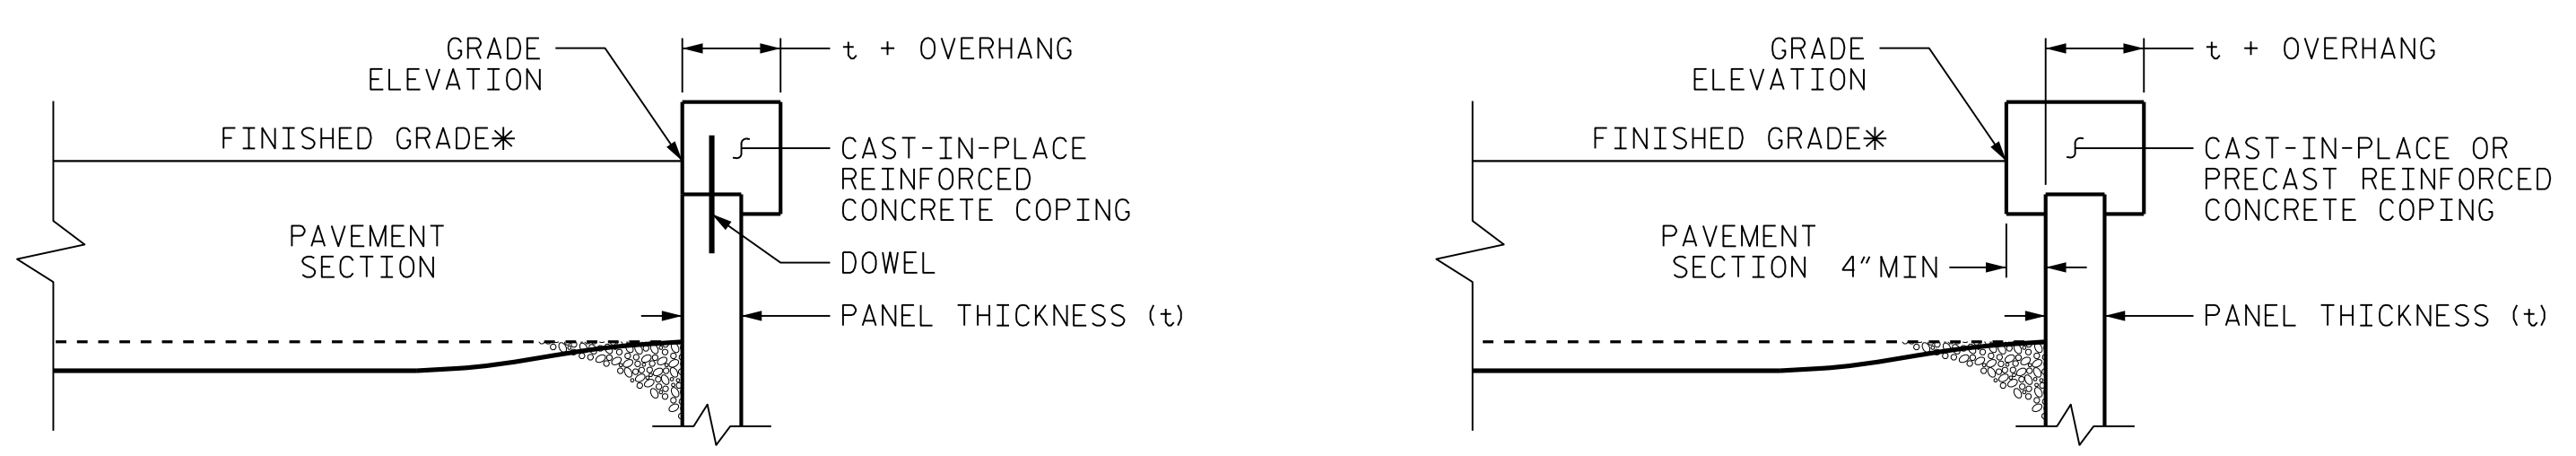 GRADE
ELEVATION
t + OVERHANG
FINISHED GRADE*
CAST-IN-PLACE
REINFORCED
CONCRETE COPING
PAVEMENT
SECTION
DOWEL
PANEL THICKNESS (t)
GRADE
ELEVATION
t + OVERHANG
FINISHED GRADE*
CAST-IN-PLACE OR
PRECAST REINFORCED
CONCRETE COPING
PAVEMENT
SECTION
4" MIN
PANEL THICKNESS (t)